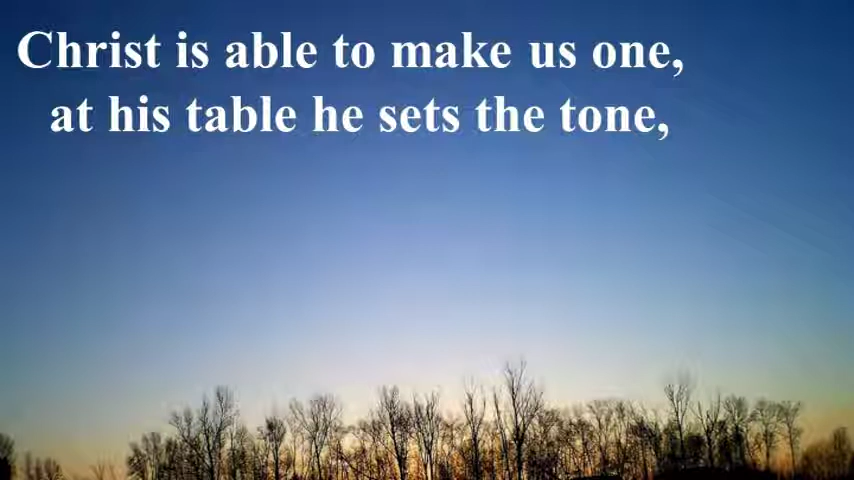 Christ is able to make us one,
at his table he sets the tone,